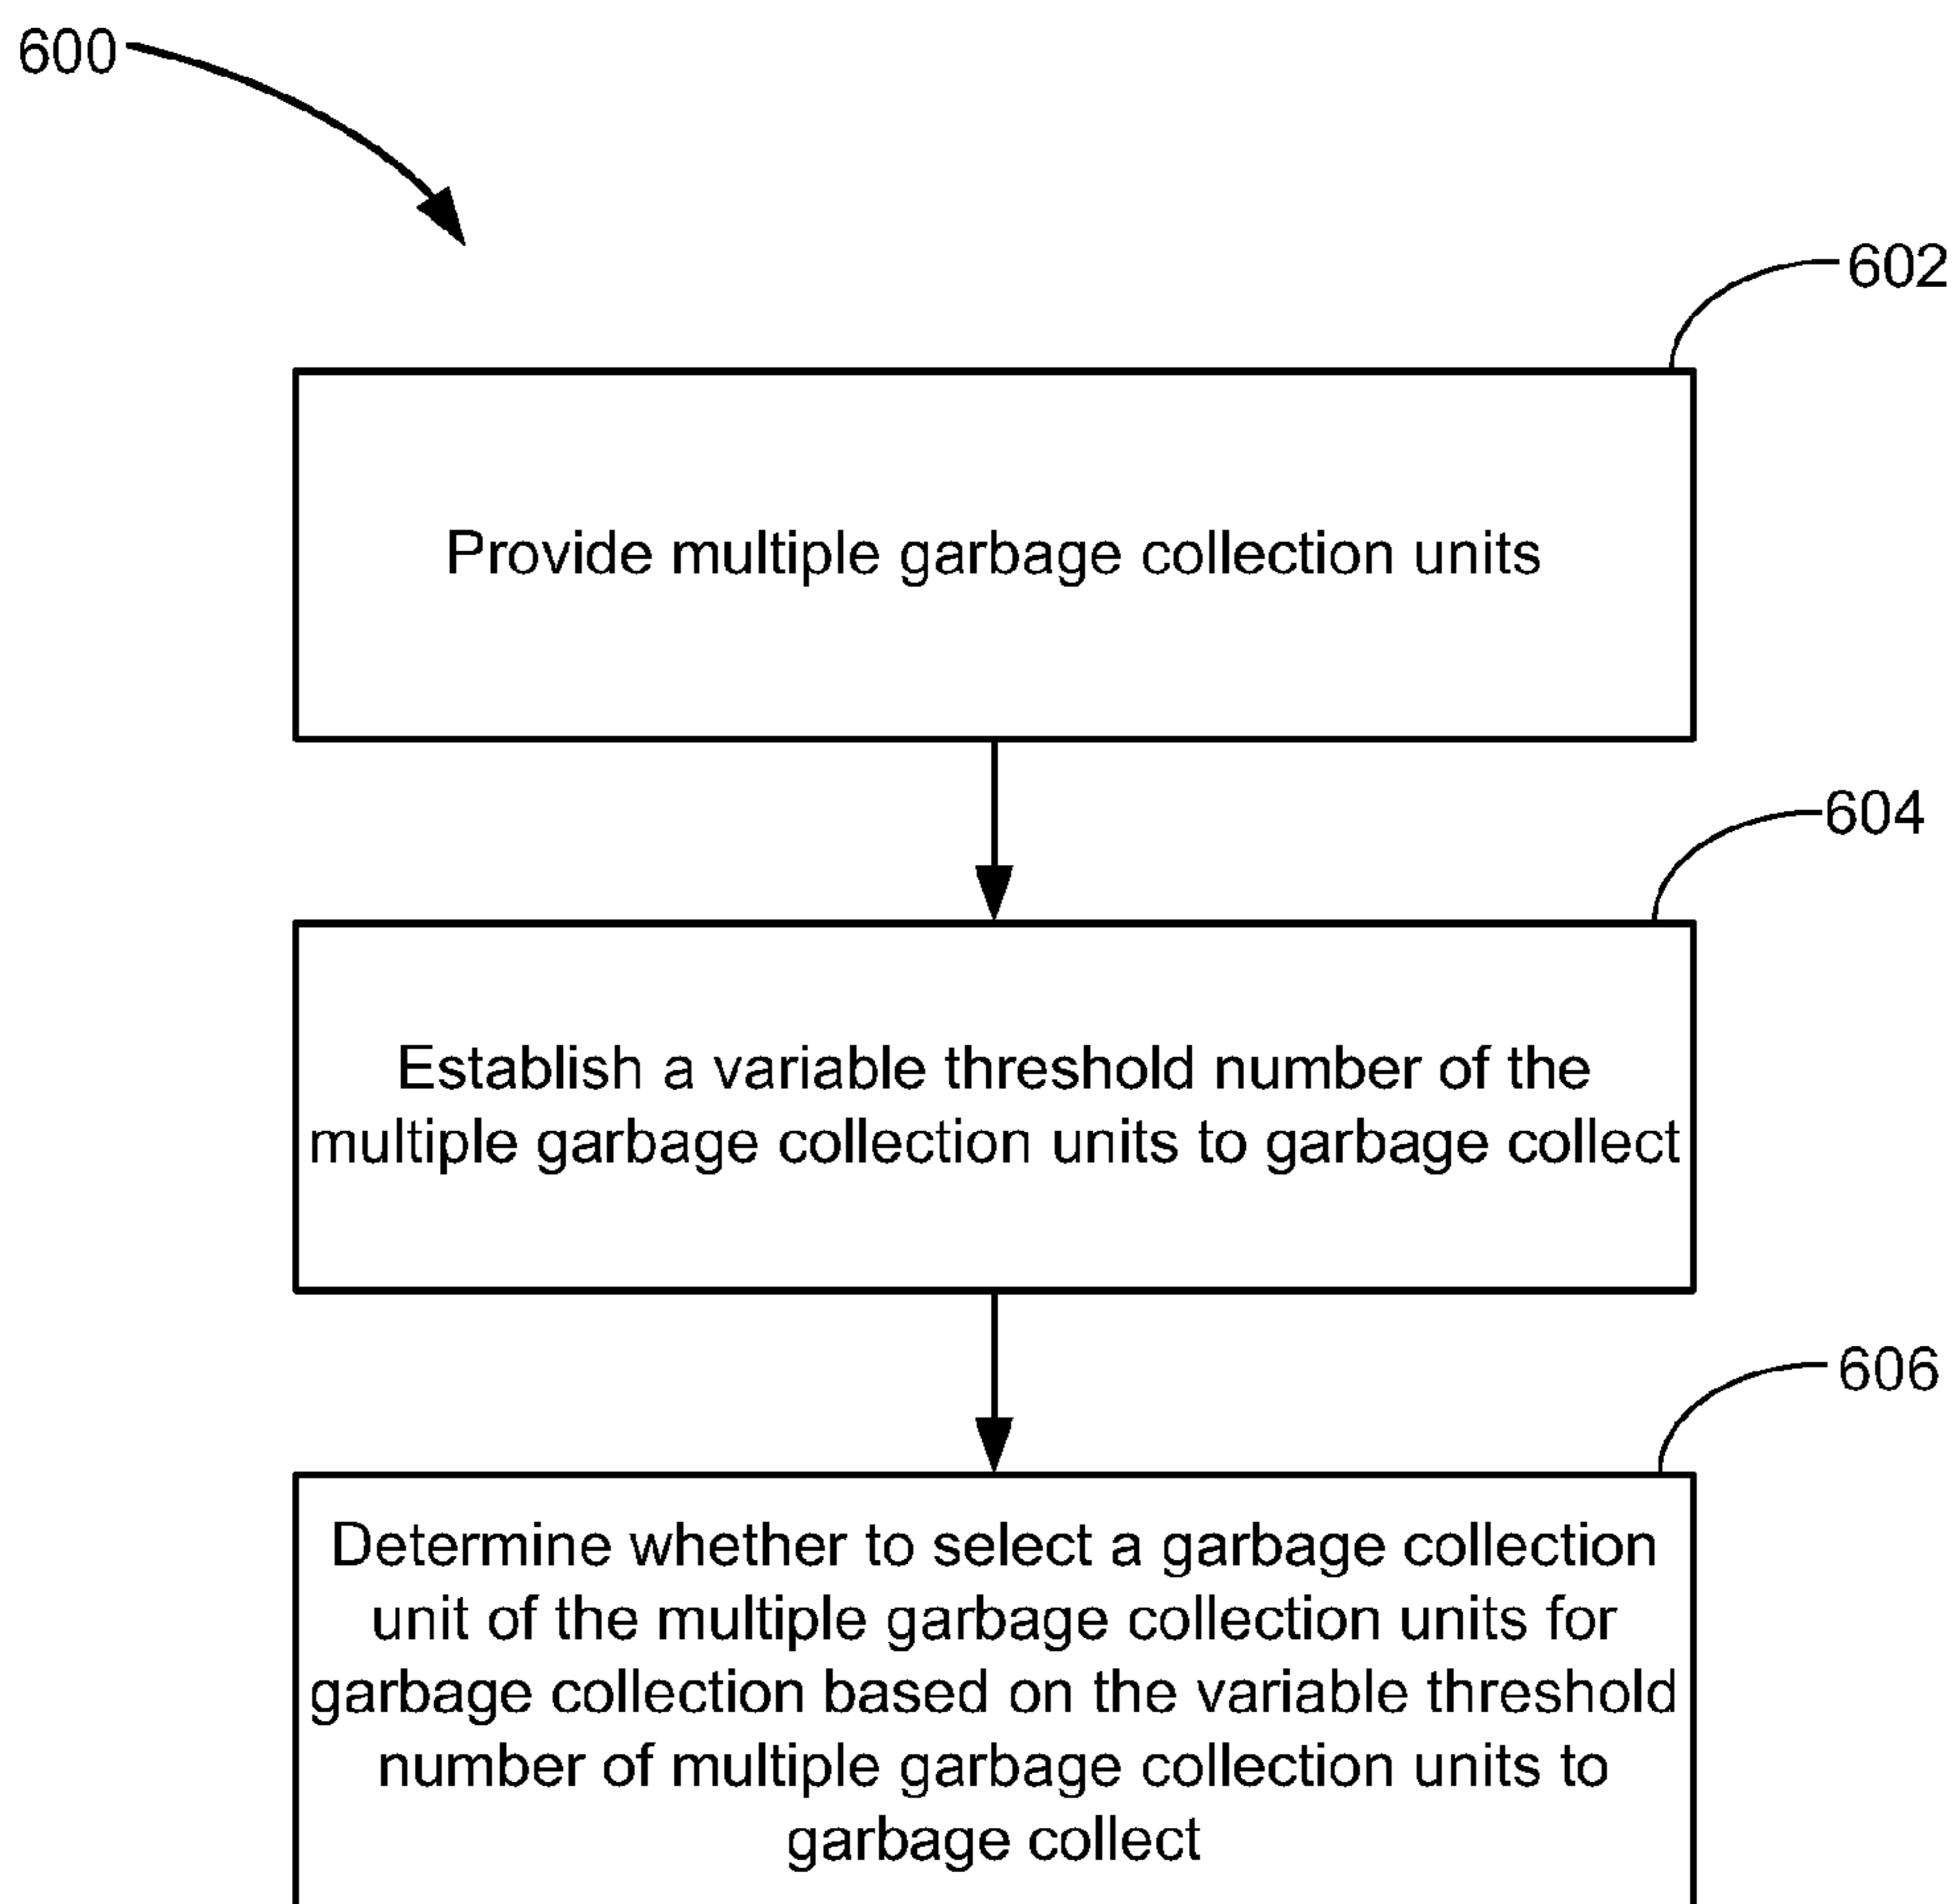 600
602
Provide multiple garbage collection units
604
Establish a variable threshold number of the
multiple garbage collection units to garbage collect
606
Determine whether to select a garbage collection
unit of the multiple garbage collection units for
garbage collection based on the variable threshold
number of multiple garbage collection units to
garbage collect